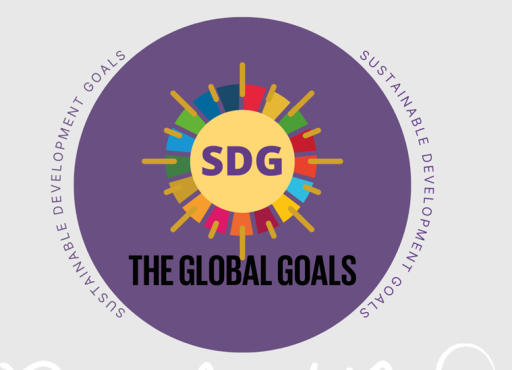 SUSTAINABLE DEVELOPMENT GOALS
SUSTAINABLE DEVELOPMENT GOALS
SDG
THE GLOBAL GOALS